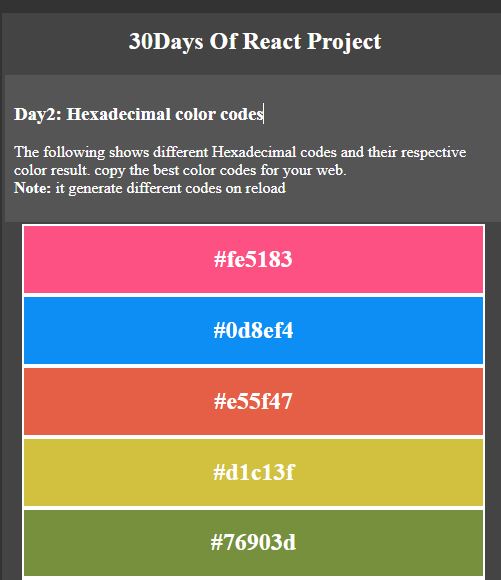 30Days Of React Project
Day2: Hexadecimal color codes
The following shows different Hexadecimal codes and their respective
color result. copy the best color codes for your web.
Note: it generate different codes on reload
#fe5183
#0d8ef4
#e55f47
#d1c13f
#76903d